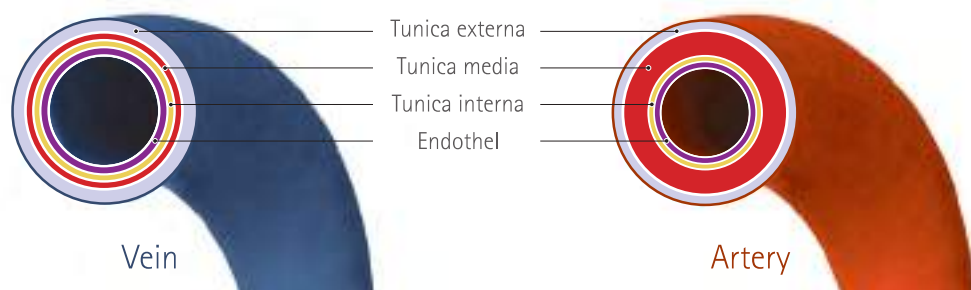 Tunica externa
Tunica media
Tunica interna
Endothel
Vein
Artery